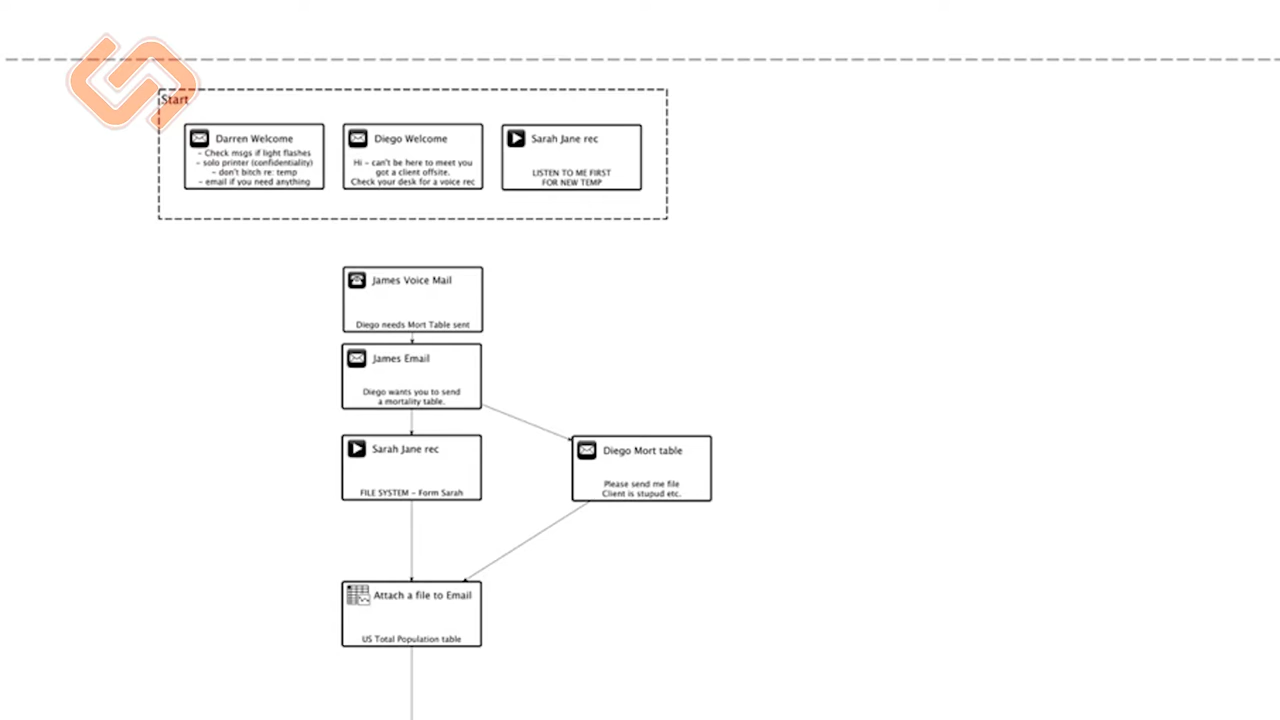 Start
Darren Welcome
- Check msgs if light flashes
- solo printer (confidentiality)
- don't bitch re: temp
- email if you need anything
Diego Welcome
Hi - can't be here to meet you
got a client offsite.
Check your desk for a voice rec
Sarah Jane rec
LISTEN TO ME FIRST
FOR NEW TEMP
James Voice Mail
Diego needs Mort Table sent
James Email
Diego wants you to send
a mortality table.
Sarah Jane rec
FILE SYSTEM - Form Sarah
Diego Mort table
Please send me file
Client is stupud etc.
Attach a file to Email
US Total Population table